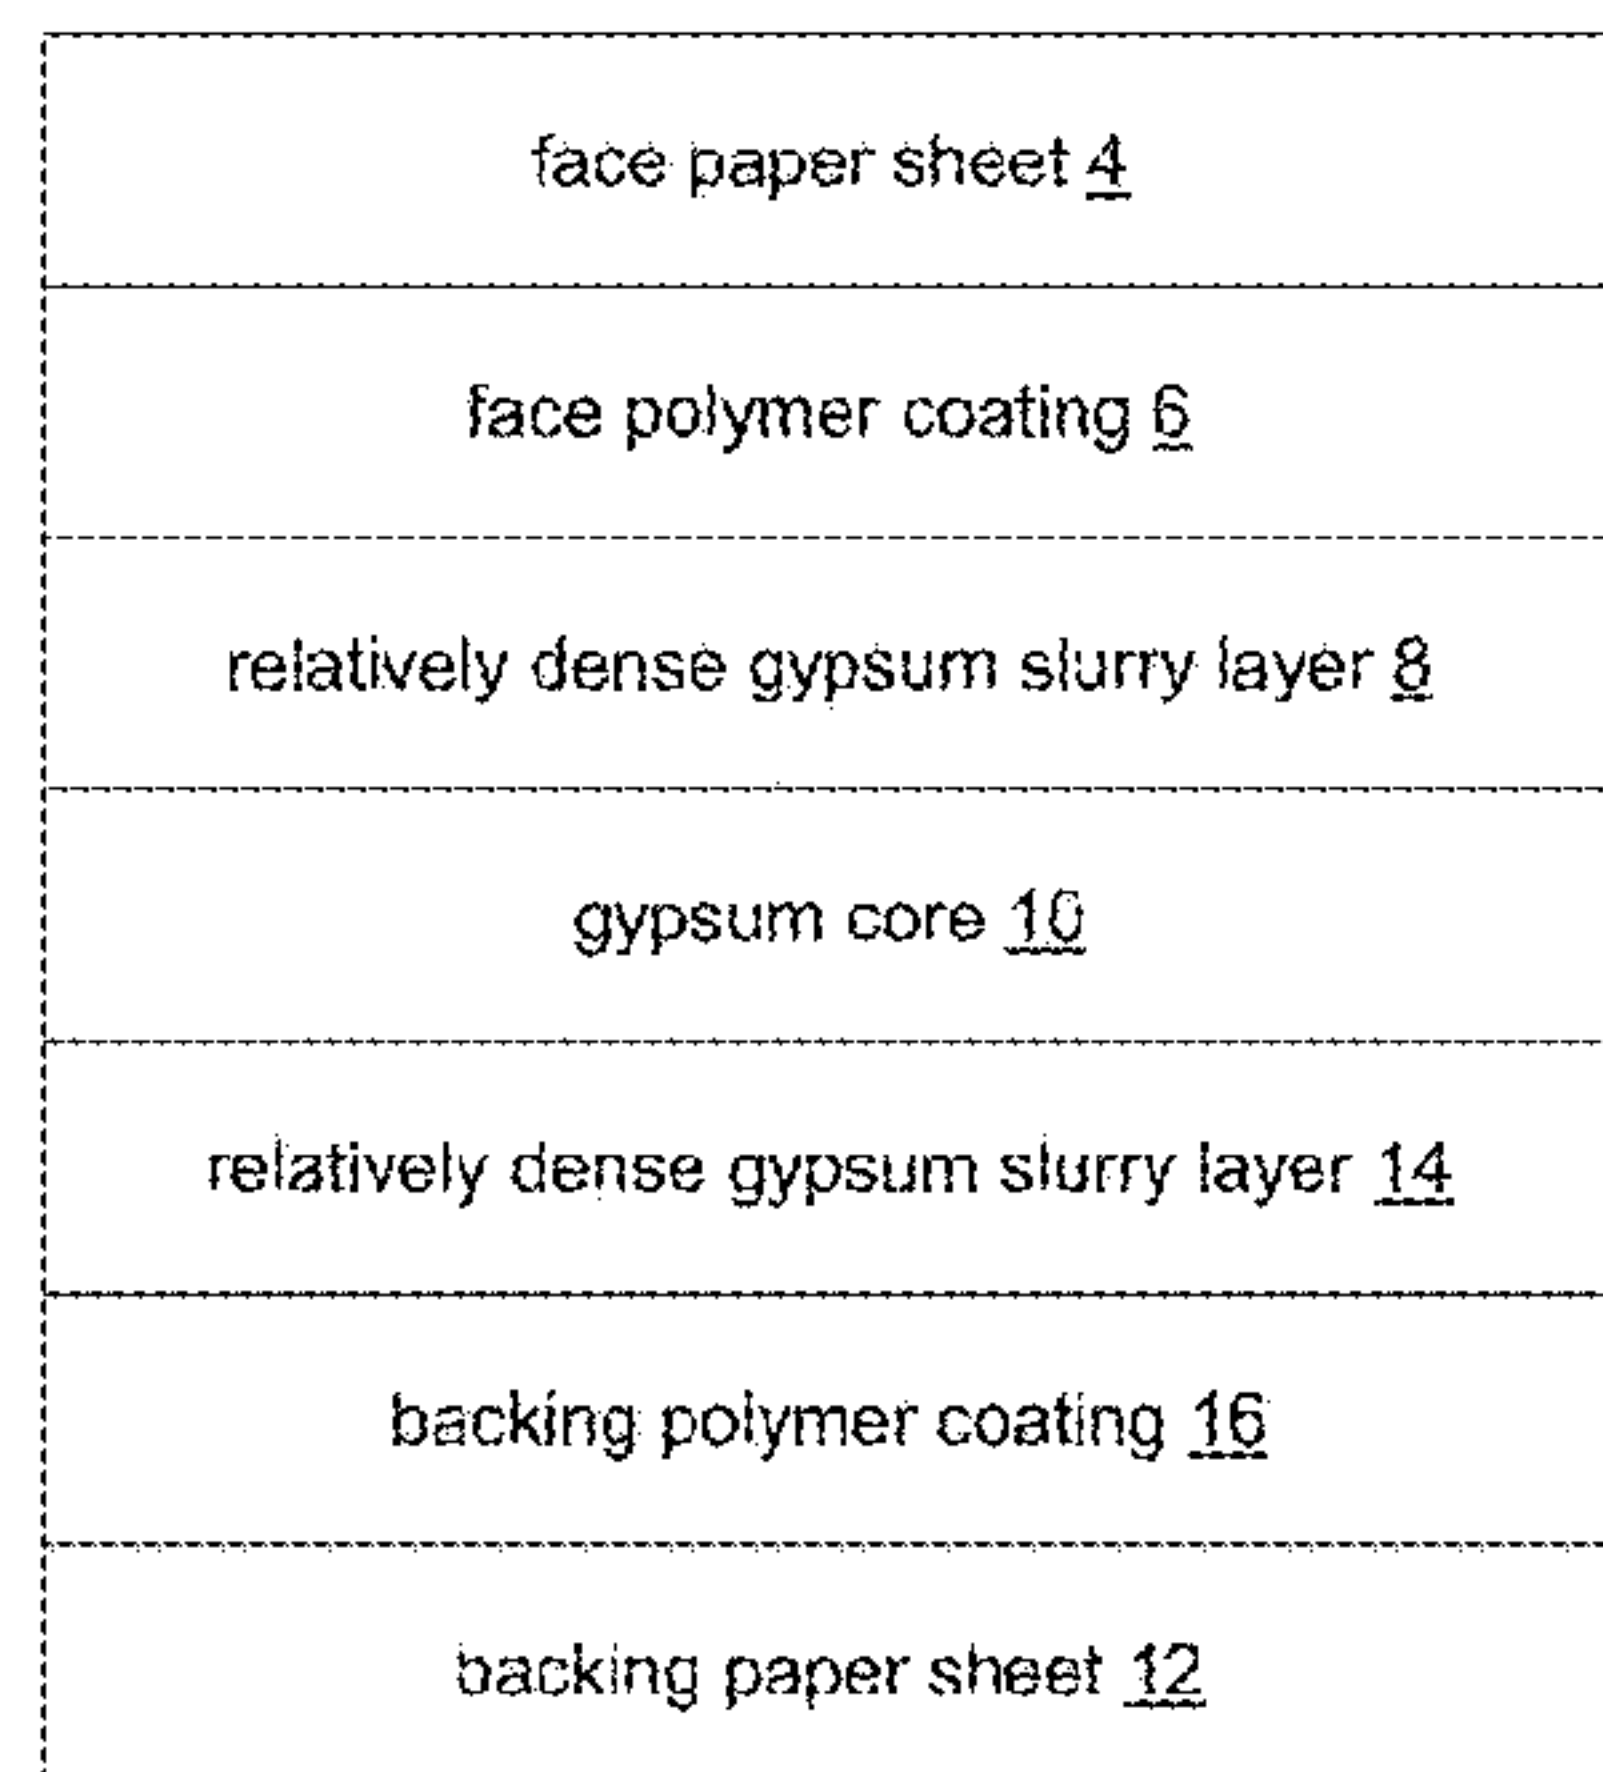 face paper sheet 4
face polymer coating 6
relatively dense gypsum slurry layer 8
gypsum core 10
relatively dense gypsum slurry layer 14
backing polymer coating 16
backing paper sheet 12